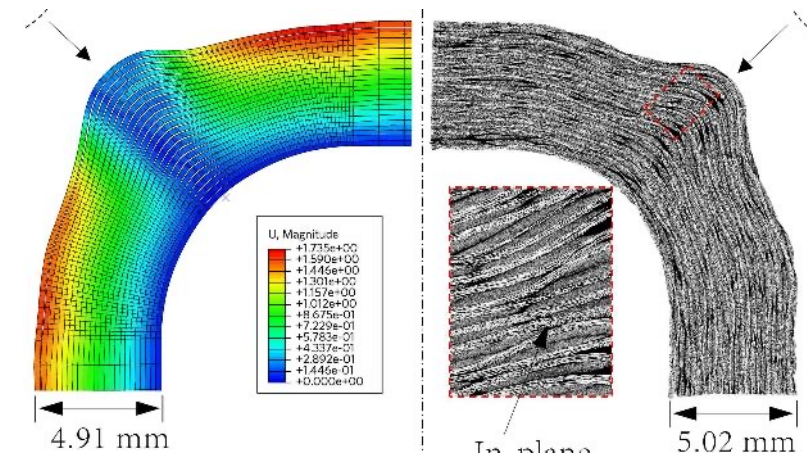 U, Magnitude
+1.735e+00
+1.590e+00
+1.446e+00
+1.301e+00
+1.157e+00
+1.012e+00
+8.675e-01
+7.229e-01
+5.783e-01
+4.337e-01
+2.892e-01
+1.446e-01
+0.000e+00
4.91 mm
In-plane
5.02 mm